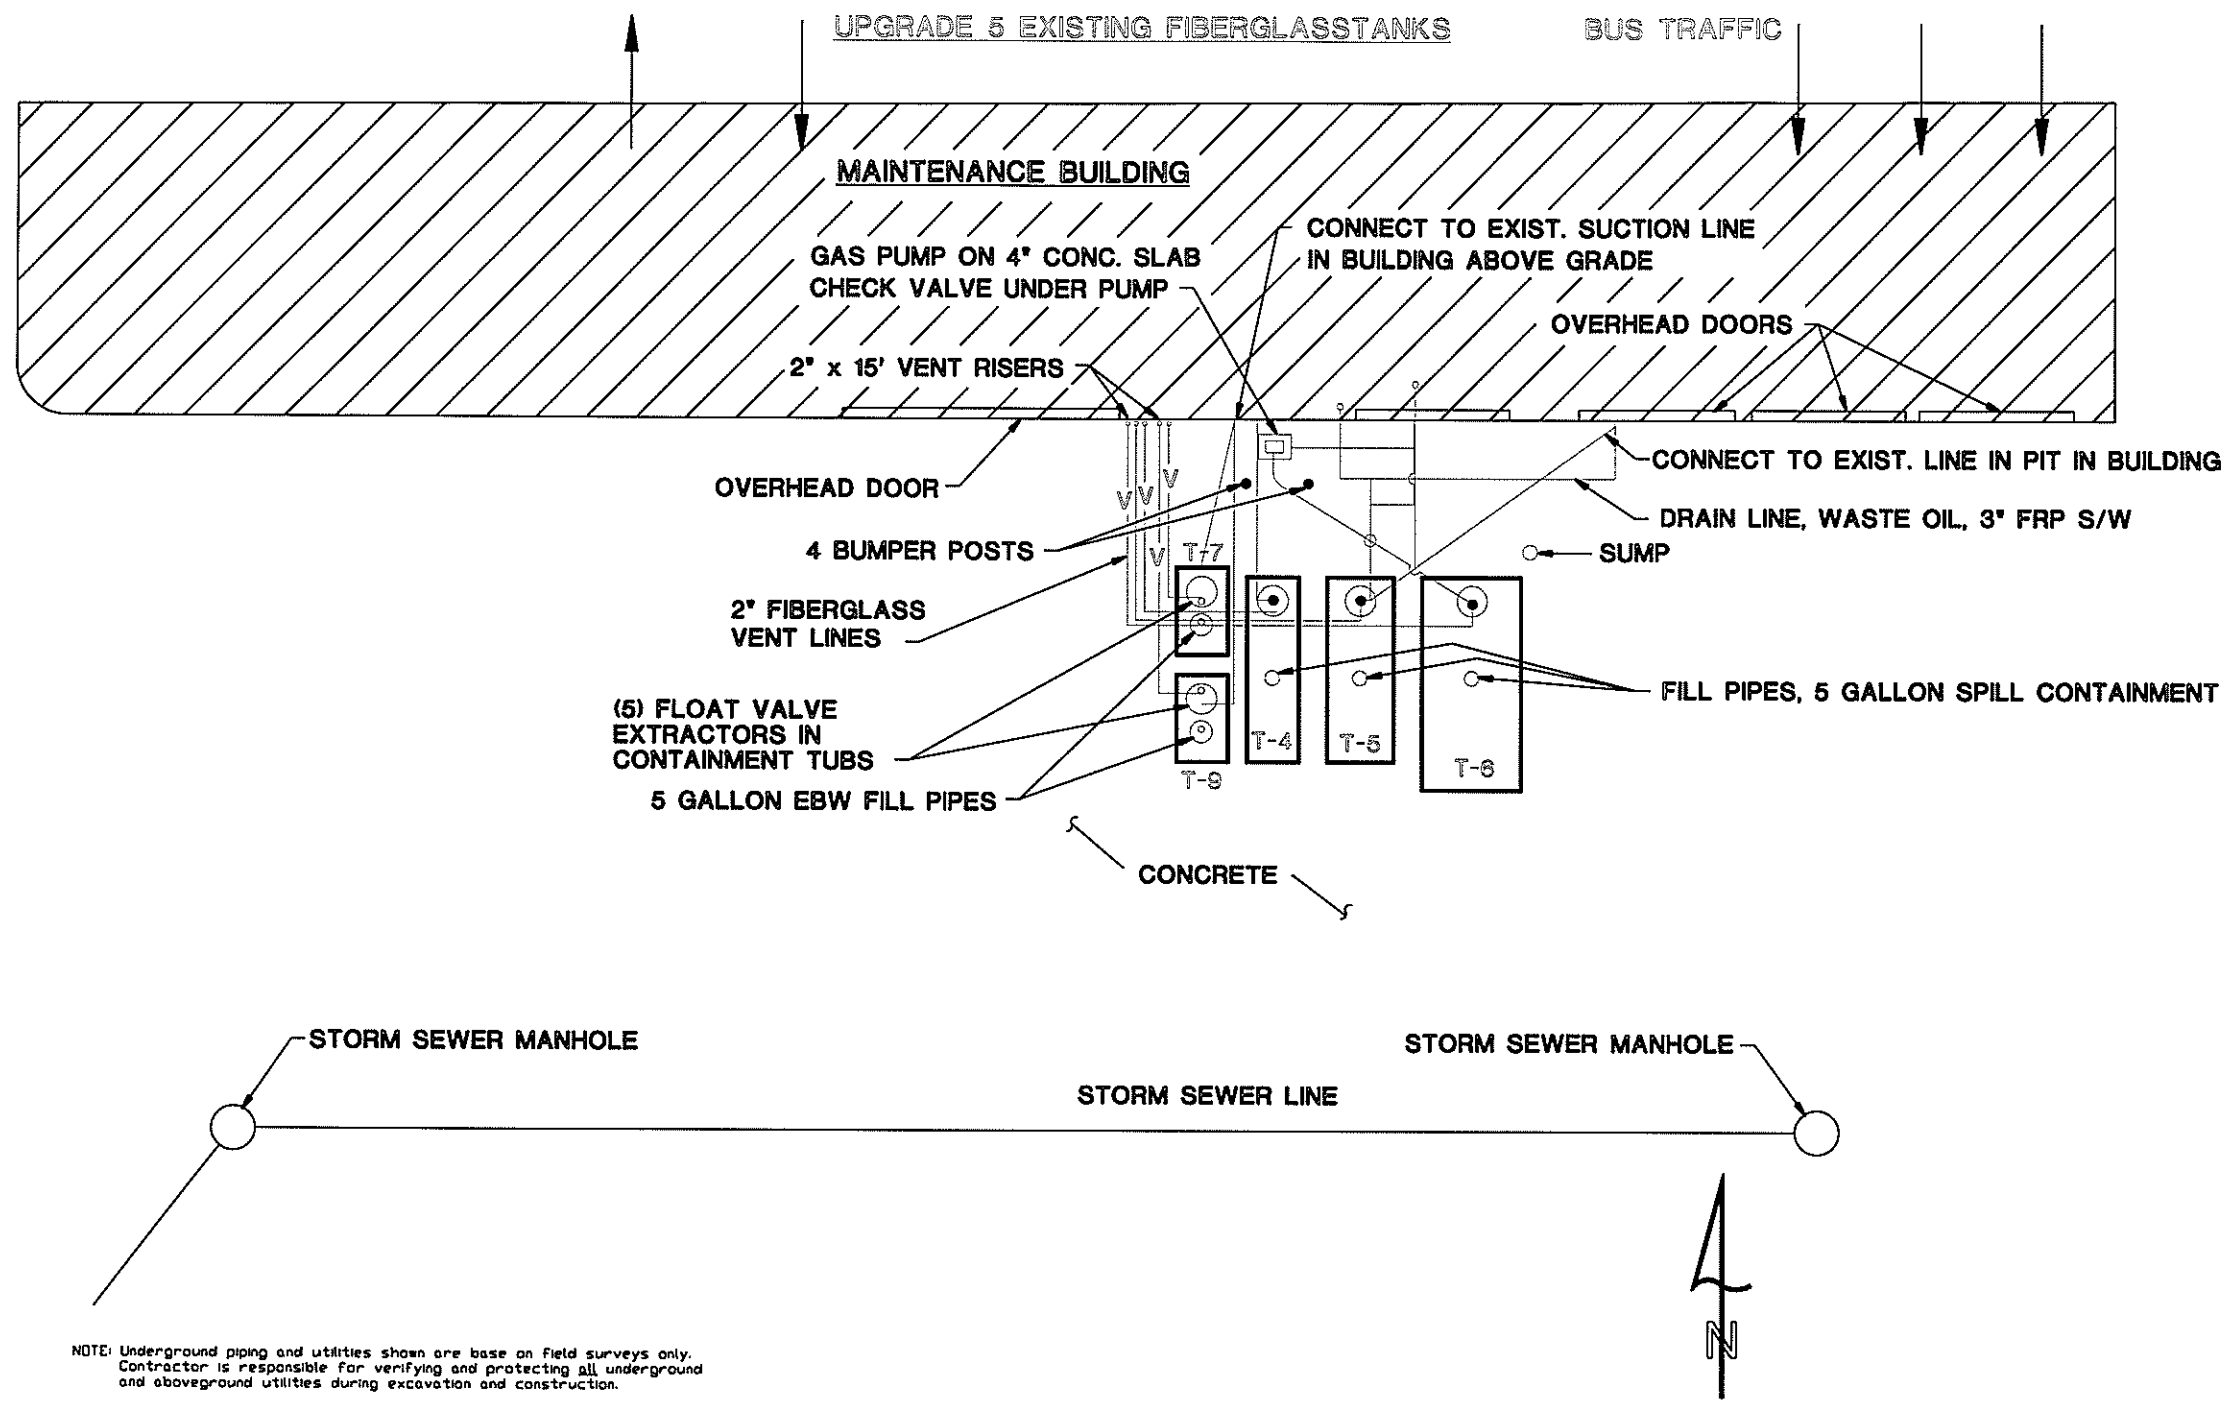 UPGRADE 5 EXISTING FIBERGLASSTANKS
BUS TRAFFIC
MAINTENANCE BUILDING
CONNECT TO EXIST. SUCTION LINE
IN BUILDING ABOVE GRADE
GAS PUMP ON 4" CONC. SLAB
CHECK VALVE UNDER PUMP
OVERHEAD DOORS
2" x 15' VENT RISERS
CONNECT TO EXIST. LINE IN PIT IN BUILDING
OVERHEAD DOOR
V
V
V
V
DRAIN LINE, WASTE OIL, 3" FRP S/W
4 BUMPER POSTS
T-7
SUMP
2" FIBERGLASS
VENT LINES
FILL PIPES, 5 GALLON SPILL CONTAINMENT
(5) FLOAT VALVE
EXTRACTORS IN
CONTAINMENT TUBS
T-4
T-5
T-6
T-9
5 GALLON EBW FILL PIPES
CONCRETE
STORM SEWER MANHOLE
STORM SEWER MANHOLE
STORM SEWER LINE
N
NOTE: Underground piping and utilities shown are base on field surveys only.
Contractor is responsible for verifying and protecting all underground
and aboveground utilities during excavation and construction.